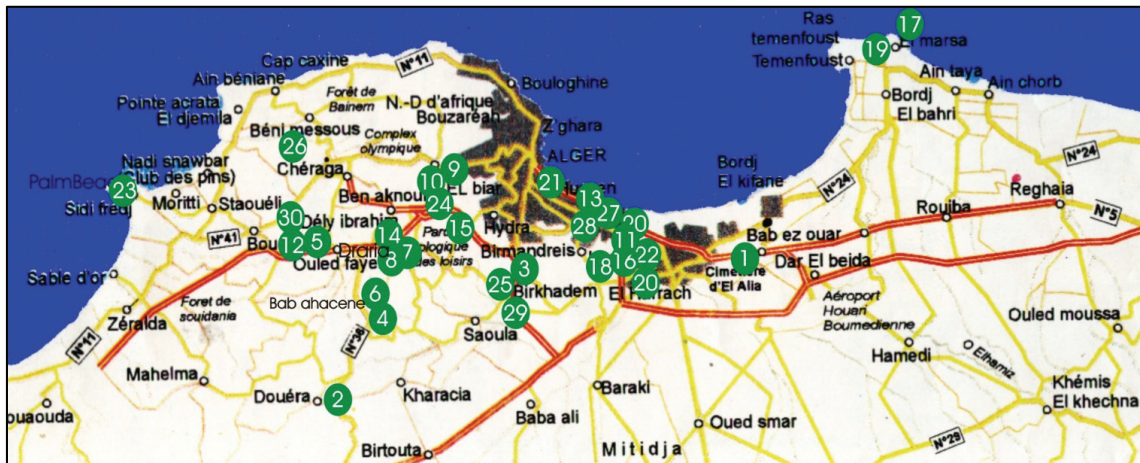 Ras
temenfoust
17
19
El marsa
Temenfoust
Ain taya
Ain chorb
Bordj
El bahri
N°11
Cap caxine
Bouloghine
Ain béniane
Forêt de
Bainem
N.-D d'afrique
Bouzaréah
Pointe acrata
El djemila
Béni messous
26
Complex
olympique
Z'ghara
ALGER
N°24
Nadi snawbar
(Club des pins)
Chéraga
9
10
EL biar
21
Bordj
El kifane
N°24
Reghaia
PalmBeach
23
Sidi fredj
Moritti
Staouéli
Ben aknoun
24
13
27
20
Rouiba
N°5
30
Dély ibrahim
14
15
Hydra
28
11
N°41
12
5
Draria
Parc
des loisirs
Birmandreis
Bab ez ouar
Ouled fayet
8
7
3
18
16
22
1
Cimetière
d'El Alia
Dar El beida
Sable d'or
Bab ahacene
6
25
Birkhadem
20
El Harrach
Zéralda
Foret de
souidania
4
29
Aéroport
Houari
Boumedienne
Ouled moussa
N°11
N°36
Saoula
Hamedi
Elhamiz
Mahelma
Douéra
2
Kharacia
Baraki
Khémis
El khechna
Baba ali
Oued smar
Birtouta
Mitidja
N°29